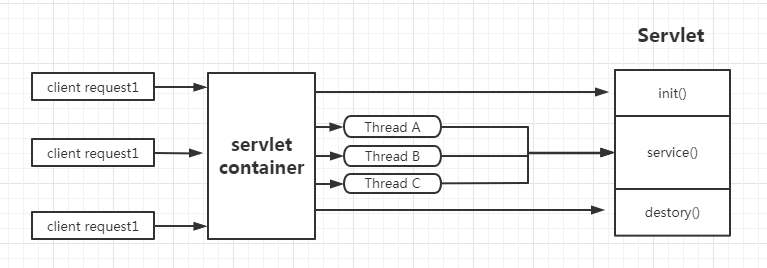 Servlet
client request1
client request1
client request1
servlet
container
Thread A
Thread B
Thread C
init()
service()
destory()